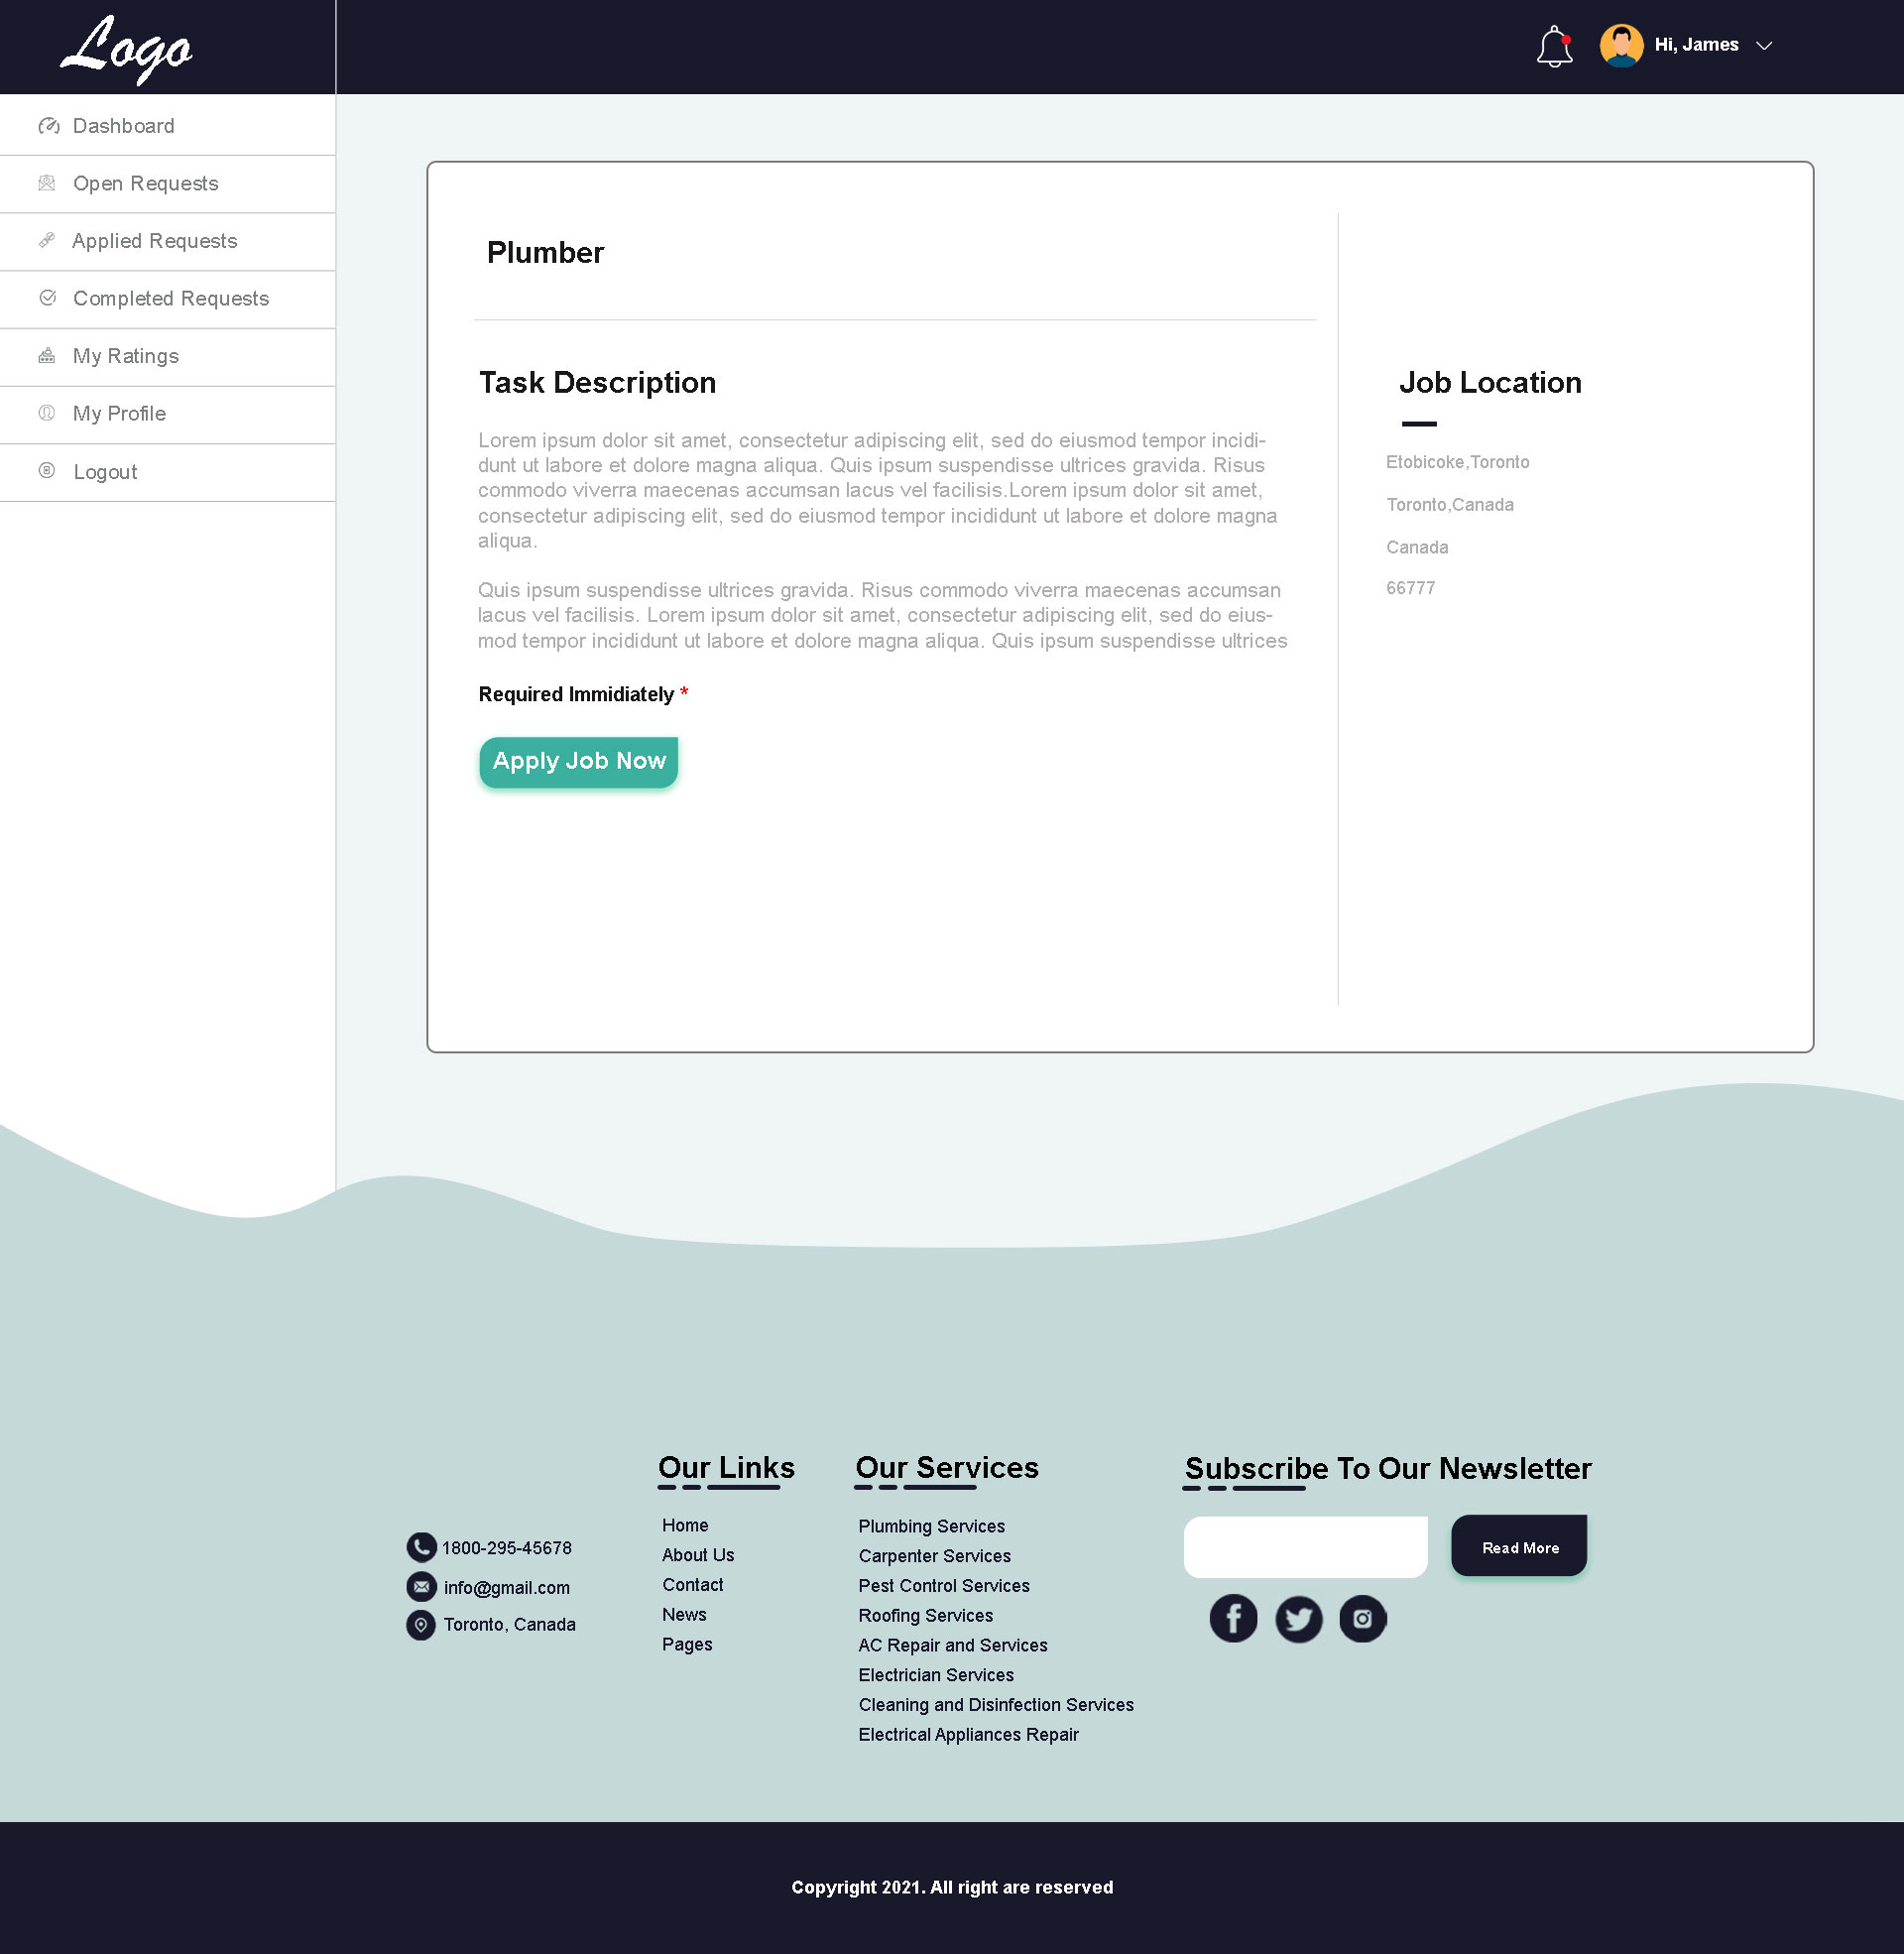 Logo
Hi, James
Dashboard
Open Requests
Applied Requests
Completed Requests
My Ratings
My Profile
Logout
Plumber
Task Description
Lorem ipsum dolor sit amet, consectetur adipiscing elit, sed do eiusmod tempor incidi-
dunt ut labore et dolore magna aliqua. Quis ipsum suspendisse ultrices gravida. Risus
commodo viverra maecenas accumsan lacus vel facilisis.Lorem ipsum dolor sit amet,
consectetur adipiscing elit, sed do eiusmod tempor incididunt ut labore et dolore magna
aliqua.
Quis ipsum suspendisse ultrices gravida. Risus commodo viverra maecenas accumsan
lacus vel facilisis. Lorem ipsum dolor sit amet, consectetur adipiscing elit, sed do eius-
mod tempor incididunt ut labore et dolore magna aliqua. Quis ipsum suspendisse ultrices
Required Immidiately *
Apply Job Now
Job Location
Etobicoke,Toronto
Toronto,Canada
Canada
66777
1800-295-45678
info@gmail.com
Toronto, Canada
Our Links
Home
About Us
Contact
News
Pages
Our Services
Plumbing Services
Carpenter Services
Pest Control Services
Roofing Services
AC Repair and Services
Electrician Services
Cleaning and Disinfection Services
Electrical Appliances Repair
Subscribe To Our Newsletter
Read More
Copyright 2021. All right are reserved